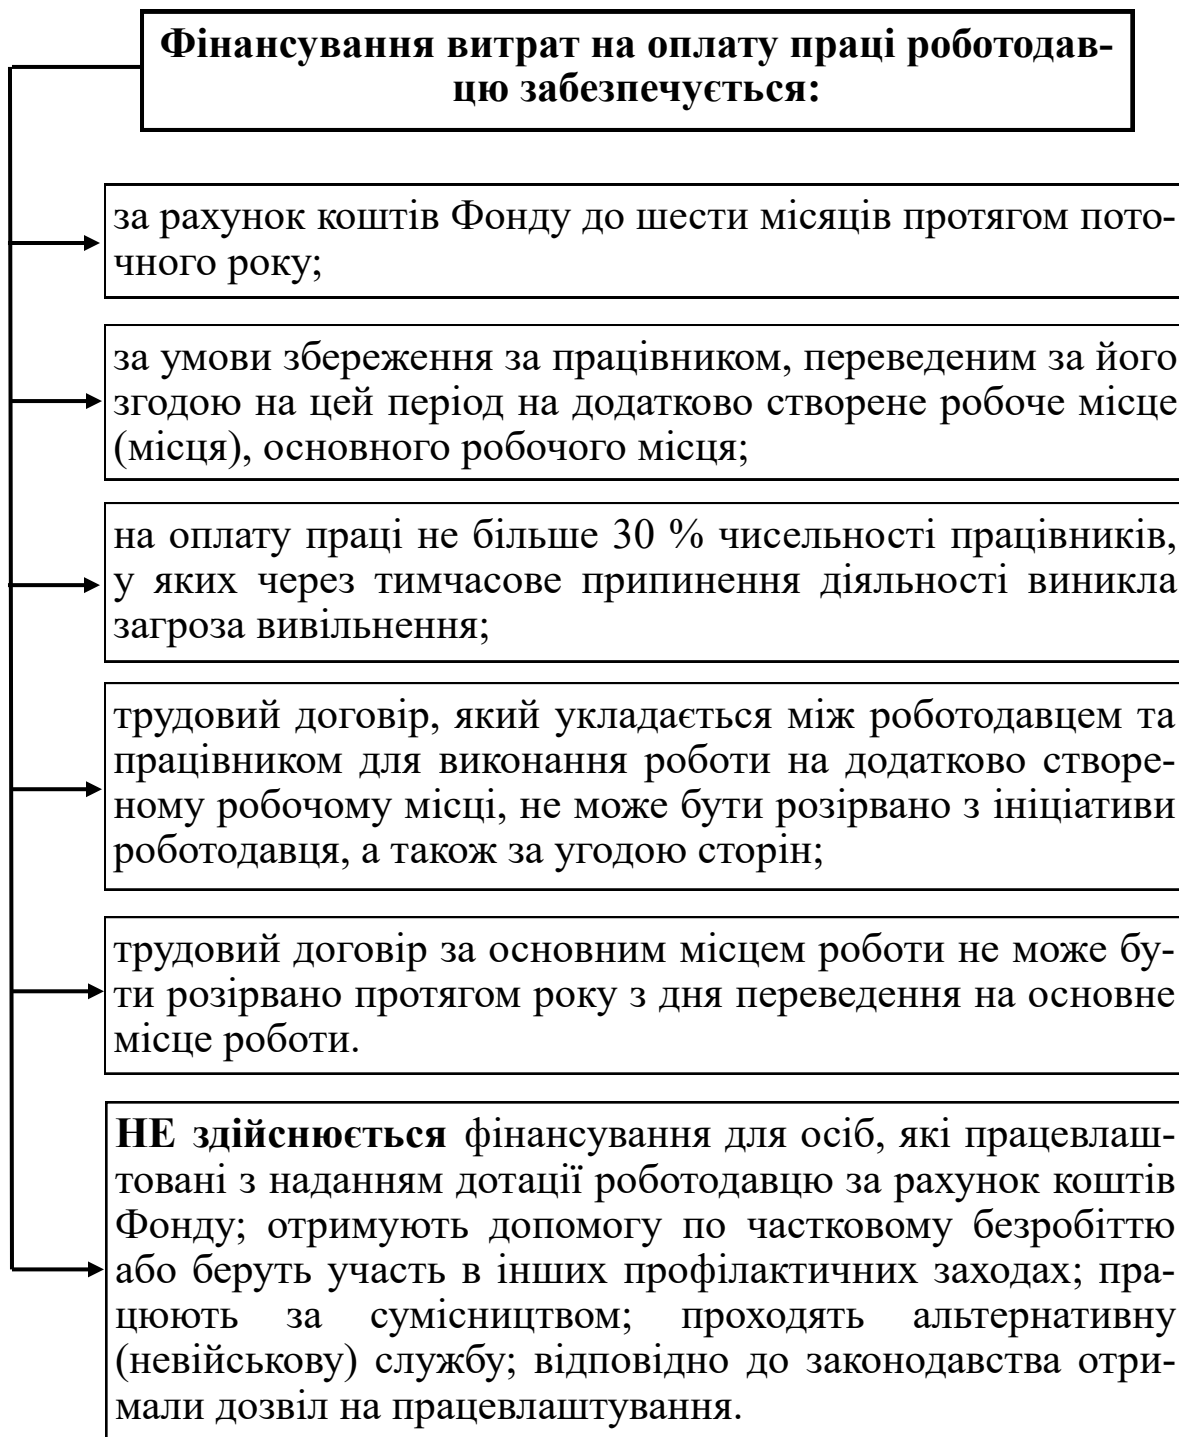 Фінансування витрат на оплату праці роботодав-
цю забезпечується:
за рахунок коштів Фонду до шести місяців протягом пото-
чного року;
за умови збереження за працівником, переведеним за його
згодою на цей період на додатково створене робоче місце
(місця), основного робочого місця;
на оплату праці не більше 30 % чисельності працівників,
у яких через тимчасове припинення діяльності виникла
загроза вивільнення;
трудовий договір, який укладається між роботодавцем та
працівником для виконання роботи на додатково створе-
ному робочому місці, не може бути розірвано з ініціативи
роботодавця, а також за угодою сторін;
трудовий договір за основним місцем роботи не може бу-
ти розірвано протягом року з дня переведення на основне
місце роботи.
НЕ здійснюється фінансування для осіб, які працевлаш-
товані з наданням дотації роботодавцю за рахунок коштів
Фонду; отримують допомогу по частковому безробіттю
або беруть участь в інших профілактичних заходах; пра-
цюють за сумісництвом; проходять альтернативну
(невійськову) службу; відповідно до законодавства отри-
мали дозвіл на працевлаштування.